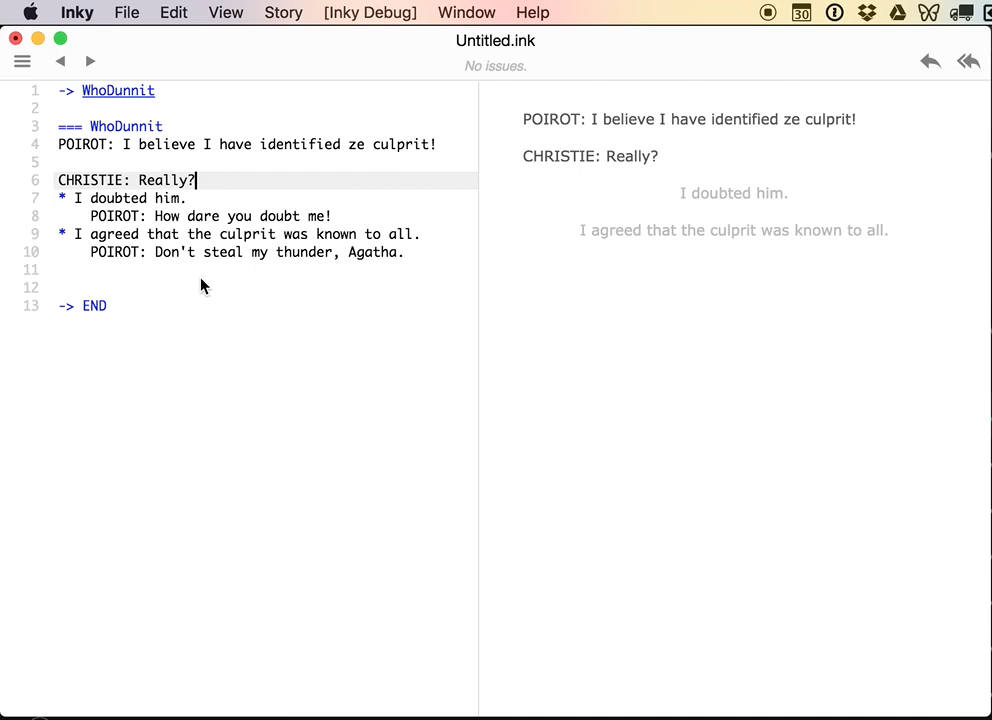 Inky File Edit View Story [Inky Debug] Window Help 30
Untitled.ink
No issues.
1 -> WhoDunnit
2
3 === WhoDunnit
4 POIROT: I believe I have identified ze culprit!
5
6 CHRISTIE: Really?
7 * I doubted him.
8 POIROT: How dare you doubt me!
9 * I agreed that the culprit was known to all.
10 POIROT: Don't steal my thunder, Agatha.
11
12
13 -> END
POIROT: I believe I have identified ze culprit!
CHRISTIE: Really?
I doubted him.
I agreed that the culprit was known to all.